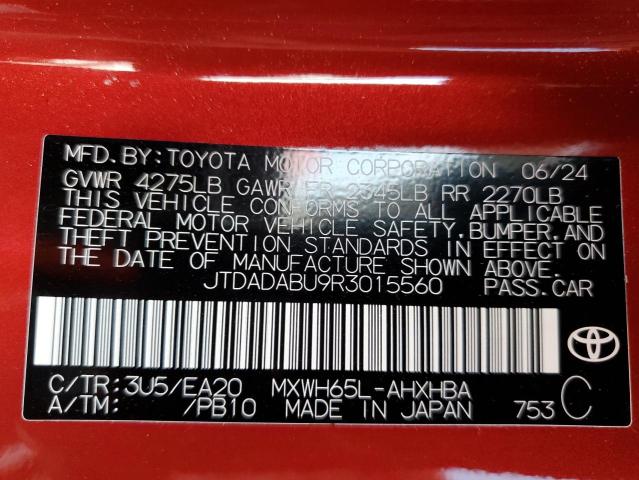 MFD. BY: TOYOTA MOTOR CORPORATION 06/24
GVWR 4275LB GAWR FR 2345LB RR 2270LB
THIS VEHICLE CONFORMS TO ALL APPLICABLE
FEDERAL MOTOR VEHICLE SAFETY, BUMPER, AND
THEFT PREVENTION STANDARDS IN EFFECT ON
THE DATE OF MANUFACTURE SHOWN ABOVE.
JTDADABU9R3015560 PASS. CAR
C/TR: 3U5/EA20 MXWH65L-AHXHBA
A/TM: /PB10 MADE IN JAPAN 753 C